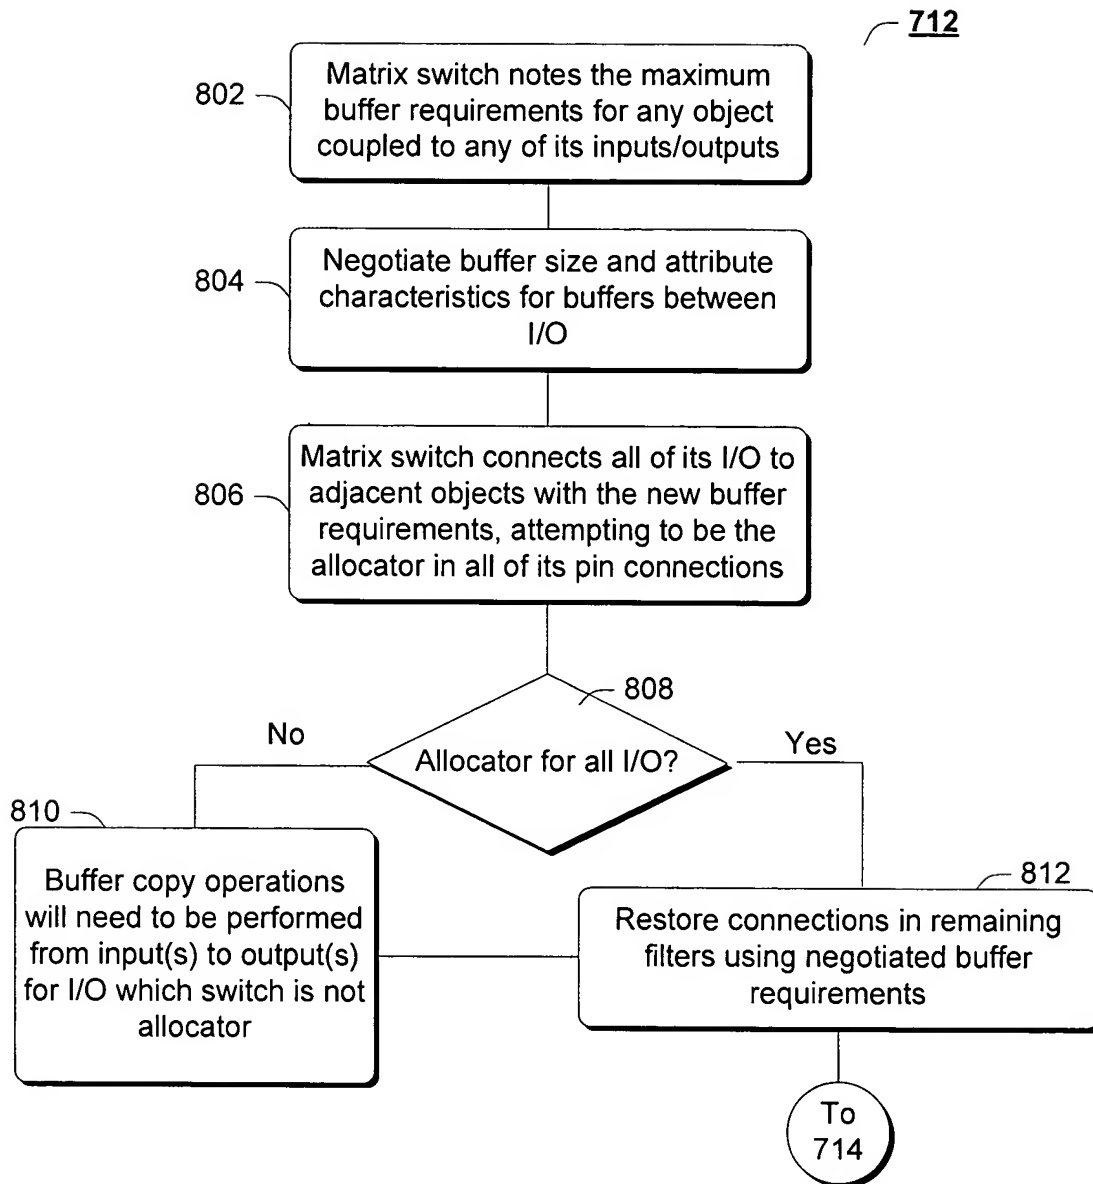 712
802
Matrix switch notes the maximum
buffer requirements for any object
coupled to any of its inputs/outputs
804
Negotiate buffer size and attribute
characteristics for buffers between
I/O
806
Matrix switch connects all of its I/O to
adjacent objects with the new buffer
requirements, attempting to be the
allocator in all of its pin connections
808
Allocator for all I/O?
No
Yes
810
Buffer copy operations
will need to be performed
from input(s) to output(s)
for I/O which switch is not
allocator
812
Restore connections in remaining
filters using negotiated buffer
requirements
To
714